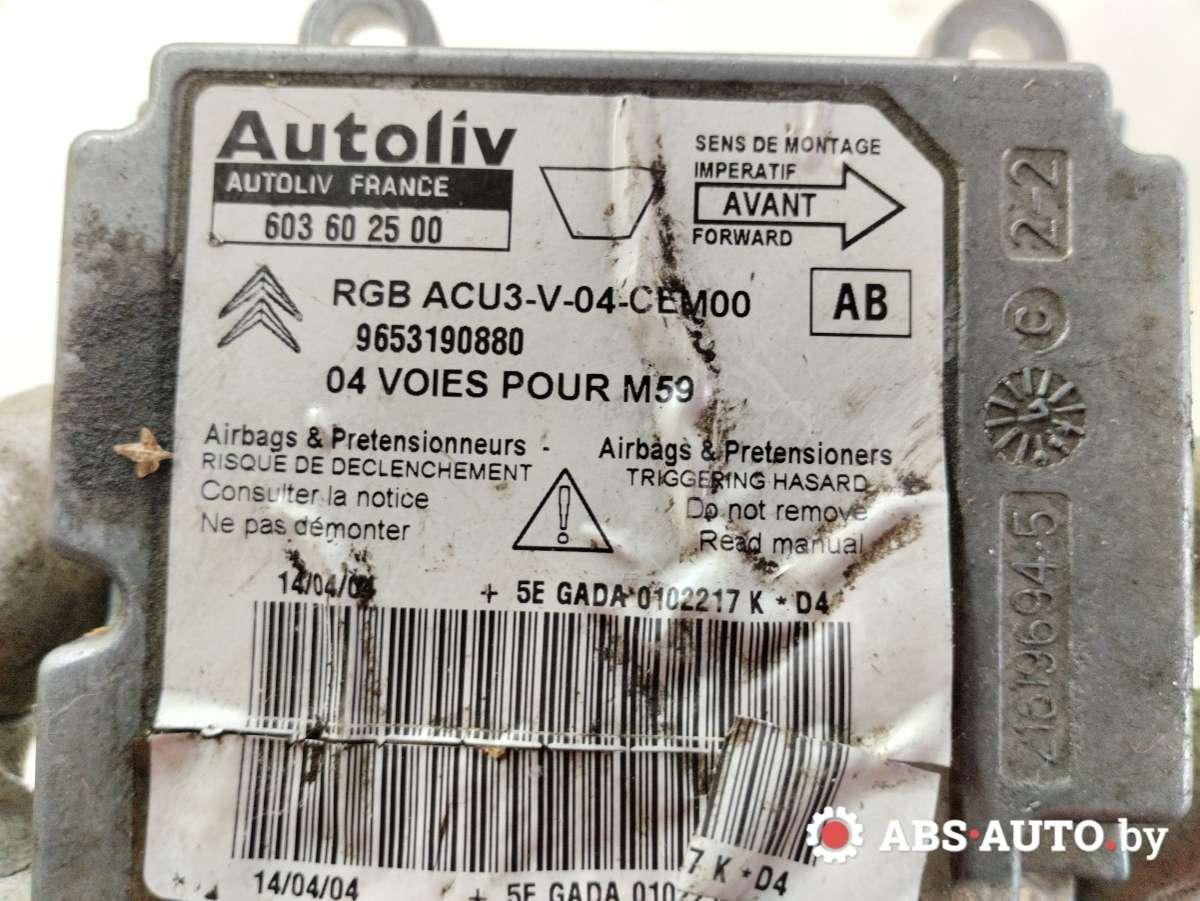 Autoliv
AUTOLIV FRANCE
603 60 25 00
SENS DE MONTAGE
IMPERATIF
AVANT
FORWARD
RGB ACU3-V-04-CEM00
AB
9653190880
04 VOIES POUR M59
Airbags & Pretensionneurs -
RISQUE DE DECLENCHEMENT
Consulter la notice
Ne pas démonter
Airbags & Pretensioners
TRIGGERING HASARD
Do not remove
Read manual
14/04/04
+ 5E GADA 0102217 K * D4
14/04/04
+ 5E GADA 010
7 K * D4
2-2
C
21613694.5
ABS-AUTO.by